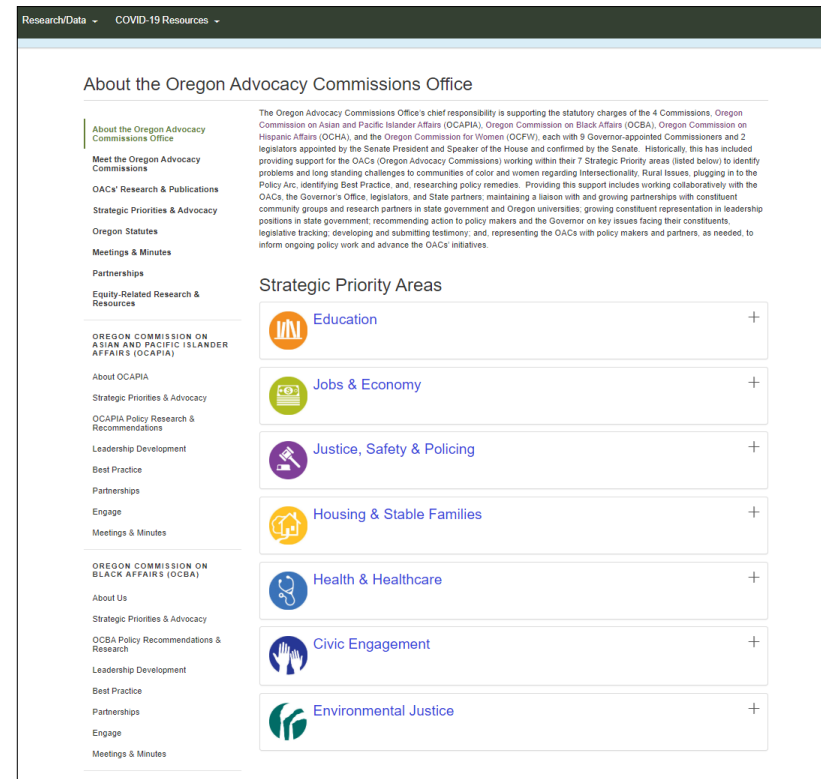 Research/Data
COVID-19 Resources
About the Oregon Advocacy Commissions Office
About the Oregon Advocacy
Commissions Office
Meet the Oregon Advocacy
Commissions
OACs' Research & Publications
Strategic Priorities & Advocacy
Oregon Statutes
Meetings & Minutes
Partnerships
Equity-Related Research &
Resources
OREGON COMMISSION ON
ASIAN AND PACIFIC ISLANDER
AFFAIRS (OCAPIA)
About OCAPIA
Strategic Priorities & Advocacy
OCAPIA Policy Research &
Recommendations
Leadership Development
Best Practice
Partnerships
Engage
Meetings & Minutes
OREGON COMMISSION ON
BLACK AFFAIRS (OCBA)
About Us
Strategic Priorities & Advocacy
OCBA Policy Recommendations &
Research
Leadership Development
Best Practice
Partnerships
Engage
Meetings & Minutes
The Oregon Advocacy Commissions Office's chief responsibility is supporting the statutory charges of the 4 Commissions, Oregon
Commission on Asian and Pacific Islander Affairs (OCAPIA), Oregon Commission on Black Affairs (OCBA), Oregon Commission on
Hispanic Affairs (OCHA), and the Oregon Commission for Women (OCFW), each with 9 Governor-appointed Commissioners and 2
legislators appointed by the Senate President and Speaker of the House and confirmed by the Senate. Historically, this has included
providing support for the OACs (Oregon Advocacy Commissions) working within their 7 Strategic Priority areas (listed below) to identify
problems and long standing challenges to communities of color and women regarding Intersectionality, Rural Issues, plugging in to the
Policy Arc, identifying Best Practice, and, researching policy remedies. Providing this support includes working collaboratively with the
OACs, the Governor's Office, legislators, and State partners; maintaining a liaison with and growing partnerships with constituent
community groups and research partners in state government and Oregon universities; growing constituent representation in leadership
positions in state government; recommending action to policy makers and the Governor on key issues facing their constituents,
legislative tracking; developing and submitting testimony; and, representing the OACs with policy makers and partners, as needed, to
inform ongoing policy work and advance the OACs' initiatives.
Strategic Priority Areas
Education
Jobs & Economy
Justice, Safety & Policing
Housing & Stable Families
Health & Healthcare
Civic Engagement
Environmental Justice